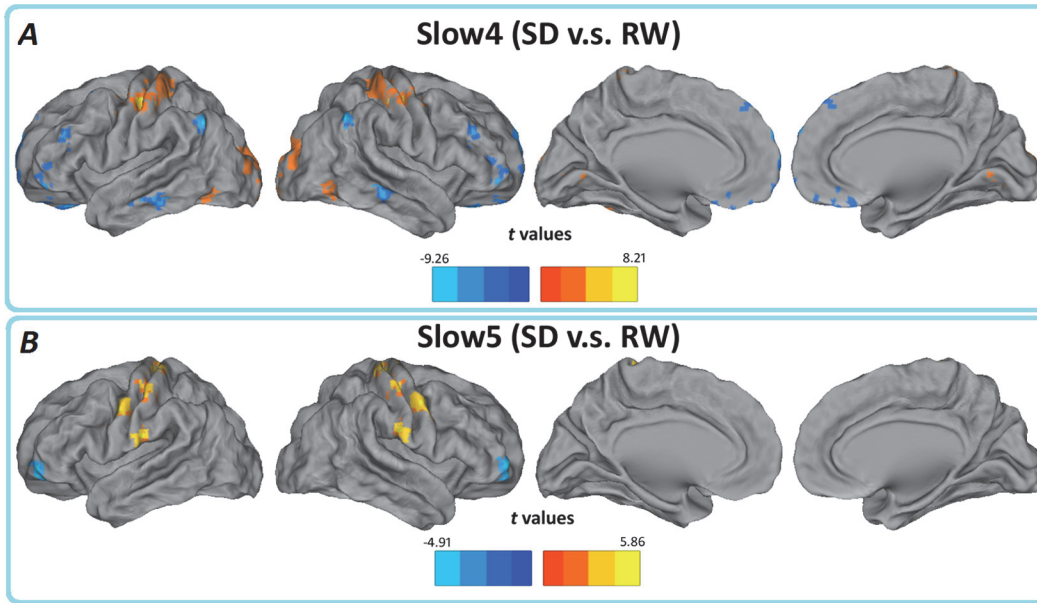 A
Slow4 (SD v.s. RW)
t values
-9.26 8.21
B
Slow5 (SD v.s. RW)
t values
-4.91 5.86